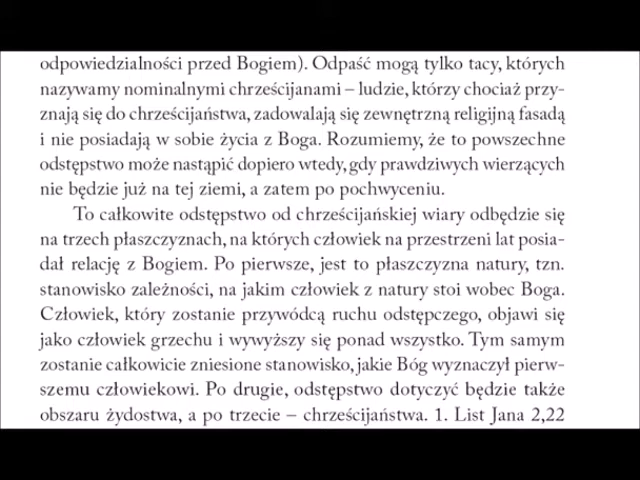 odpowiedzialności przed Bogiem). Odpaść mogą tylko tacy, których
nazywamy nominalnymi chrześcijanami – ludzie, którzy chociaż przy-
znają się do chrześcijaństwa, zadowalają się zewnętrzną religijną fasadą
i nie posiadają w sobie życia z Boga. Rozumiemy, że to powszechne
odstępstwo może nastąpić dopiero wtedy, gdy prawdziwych wierzących
nie będzie już na tej ziemi, a zatem po pochwyceniu.
To całkowite odstępstwo od chrześcijańskiej wiary odbędzie się
na trzech płaszczyznach, na których człowiek na przestrzeni lat posia-
dał relację z Bogiem. Po pierwsze, jest to płaszczyzna natury, tzn.
stanowisko zależności, na jakim człowiek z natury stoi wobec Boga.
Człowiek, który zostanie przywódcą ruchu odstępczego, objawi się
jako człowiek grzechu i wywyższy się ponad wszystko. Tym samym
zostanie całkowicie zniesione stanowisko, jakie Bóg wyznaczył pierw-
szemu człowiekowi. Po drugie, odstępstwo dotyczyć będzie także
obszaru żydostwa, a po trzecie – chrześcijaństwa. 1. List Jana 2,22